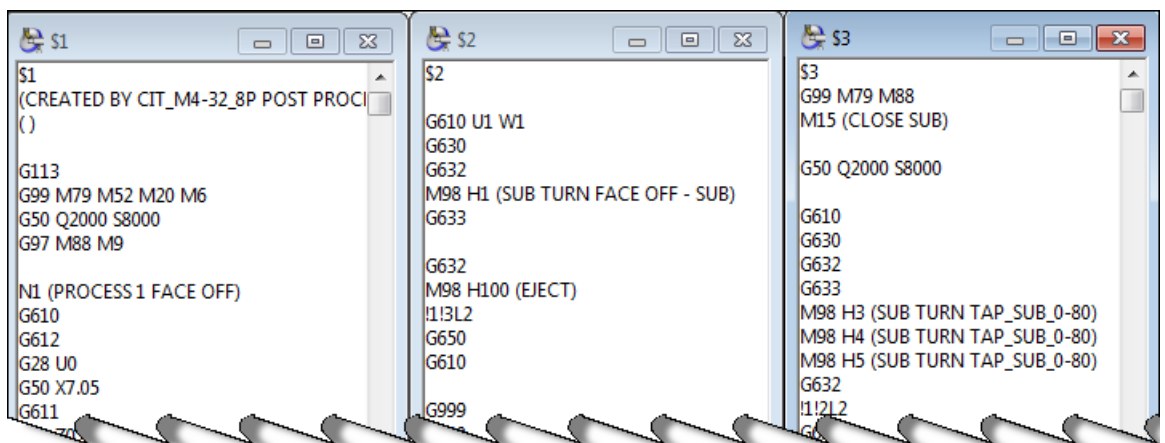 $1
$1
(CREATED BY CIT_M4-32_8P POST PROCI
( )
G113
G99 M79 M52 M20 M6
G50 Q2000 S8000
G97 M88 M9
N1 (PROCESS 1 FACE OFF)
G610
G612
G28 U0
G50 X7.05
G611
$2
$2
G610 U1 W1
G630
G632
M98 H1 (SUB TURN FACE OFF - SUB)
G633
G632
M98 H100 (EJECT)
!1!3L2
G650
G610
G999
$3
$3
G99 M79 M88
M15 (CLOSE SUB)
G50 Q2000 S8000
G610
G630
G632
G633
M98 H3 (SUB TURN TAP_SUB_0-80)
M98 H4 (SUB TURN TAP_SUB_0-80)
M98 H5 (SUB TURN TAP_SUB_0-80)
G632
!1!2L2